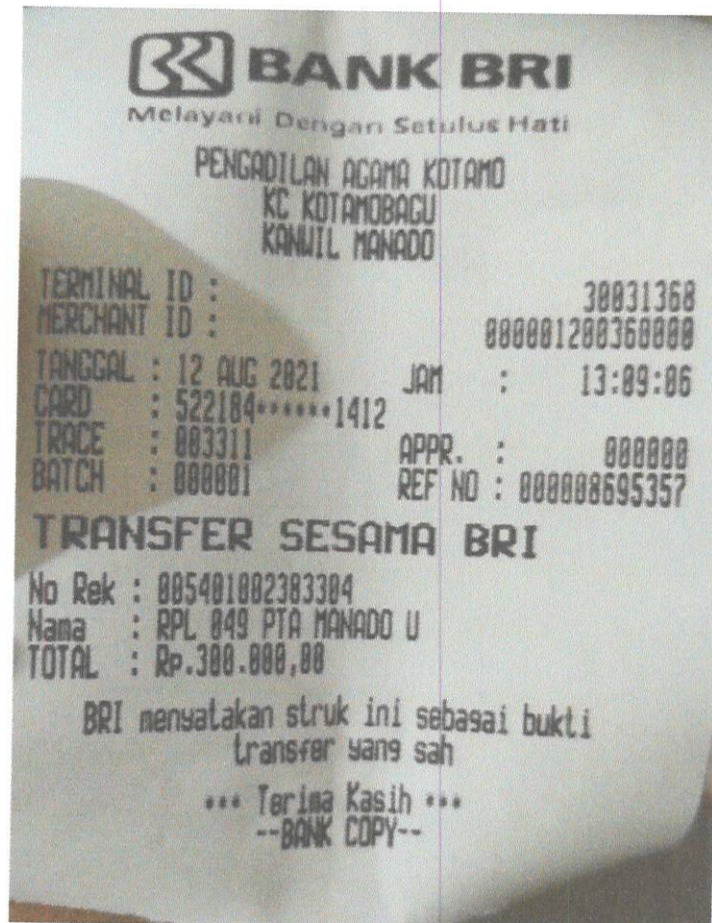 BANK BRI
Melayani Dengan Setulus Hati
PENGADILAN AGAMA KOTAMO
KC KOTAMOBAGU
KANWIL MANADO
TERMINAL ID : 30031368
MERCHANT ID : 000001200360000
TANGGAL : 12 AUG 2021 JAM : 13:09:06
CARD : 522184******1412
TRACE : 003311 APPR. : 000000
BATCH : 000001 REF NO : 000008695357
TRANSFER SESAMA BRI
No Rek : 005401002383304
Nama : RPL 049 PTA MANADO U
TOTAL : Rp.300.000,00
BRI menyatakan struk ini sebagai bukti
transfer yang sah
*** Terima Kasih ***
--BANK COPY--